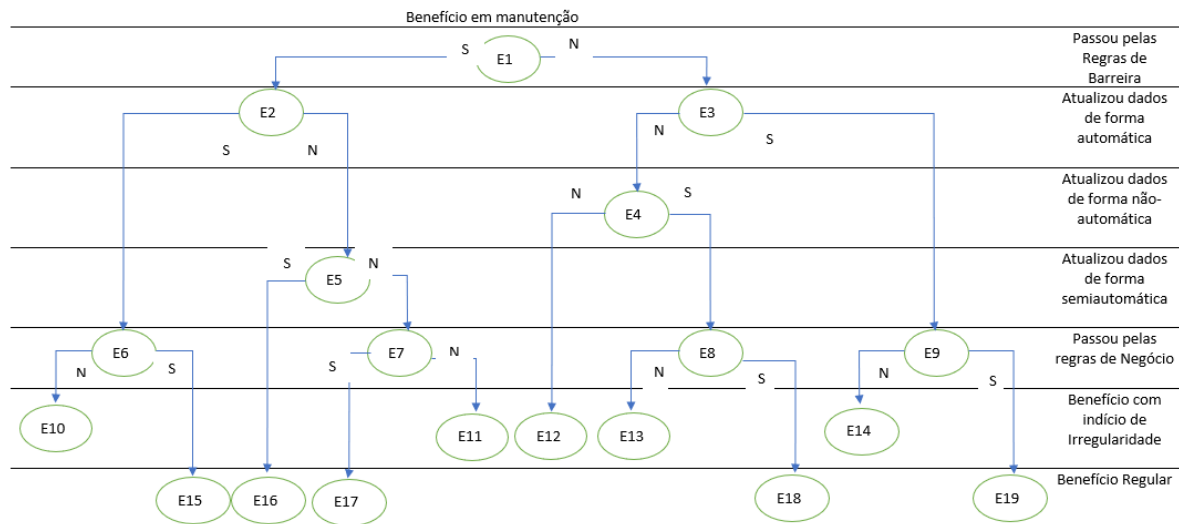 Benefício em manutenção
S
E1
N
Passou pelas
Regras de
Barreira
E2
E3
Atualizou dados
de forma
automática
S
N
N
S
N
E4
S
Atualizou dados
de forma não-
automática
S
E5
N
Atualizou dados
de forma
semiautomática
E6
E7
E8
E9
Passou pelas
regras de Negócio
N
S
S
N
N
S
N
S
E10
E11
E12
E13
E14
Benefício com
indício de
Irregularidade
E15
E16
E17
E18
E19
Benefício Regular